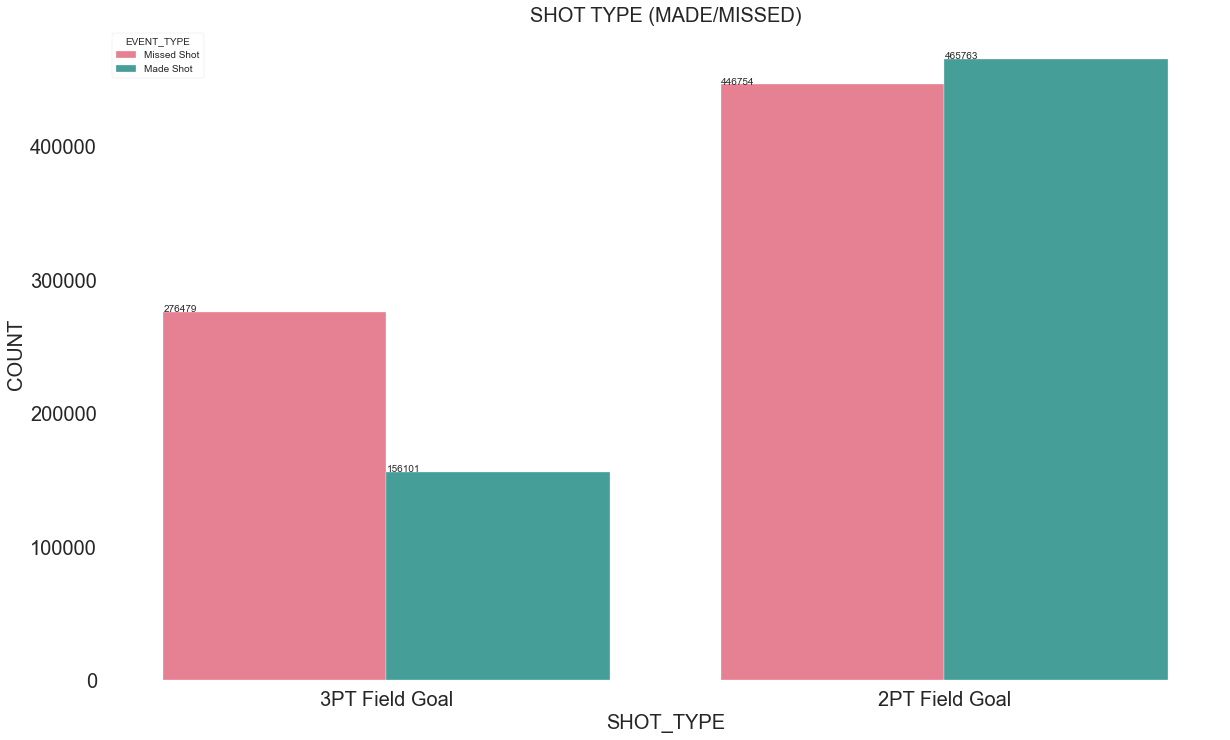 SHOT TYPE (MADE/MISSED)
EVENT_TYPE
Missed Shot
Made Shot
465763
446754
276479
156101
400000
300000
200000
100000
0
COUNT
3PT Field Goal
2PT Field Goal
SHOT_TYPE